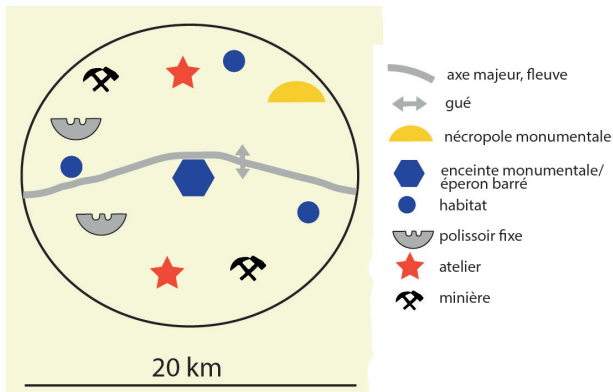 axe majeur, fleuve
gué
nécropole monumentale
enceinte monumentale/
éperon barré
habitat
polissoir fixe
atelier
minière
20 km